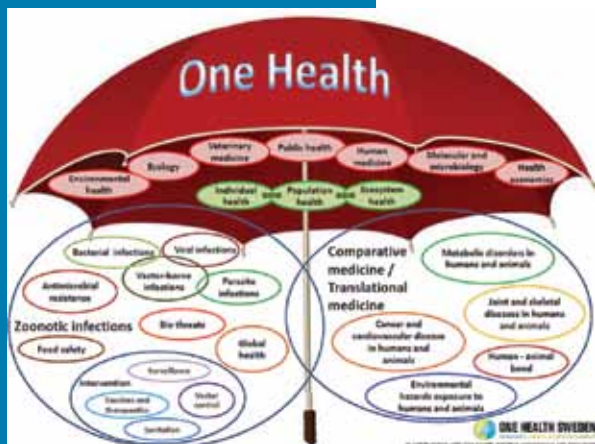 One Health
Environmental
health
Ecology
Veterinary
medicine
Public health
Human
medicine
Molecular and
microbiology
Health
economics
Individual
health
Population
health
Ecosystem
health
Bacterial infections
Viral infections
Vector-borne
infections
Parasite
infections
Antimicrobial
resistance
Zoonotic infections
Bio threats
Food safety
Global
health
Surveillance
Intervention
Vaccines and
therapeutics
Vector
control
Sanitation
Comparative
medicine /
Translational
medicine
Metabolic disorders in
humans and animals
Joint and skeletal
diseases in humans
and animals
Cancer and
cardiovascular disease
in humans and
animals
Human - animal
bond
Environmental
hazards exposure to
humans and animals
ONE HEALTH SWEDEN